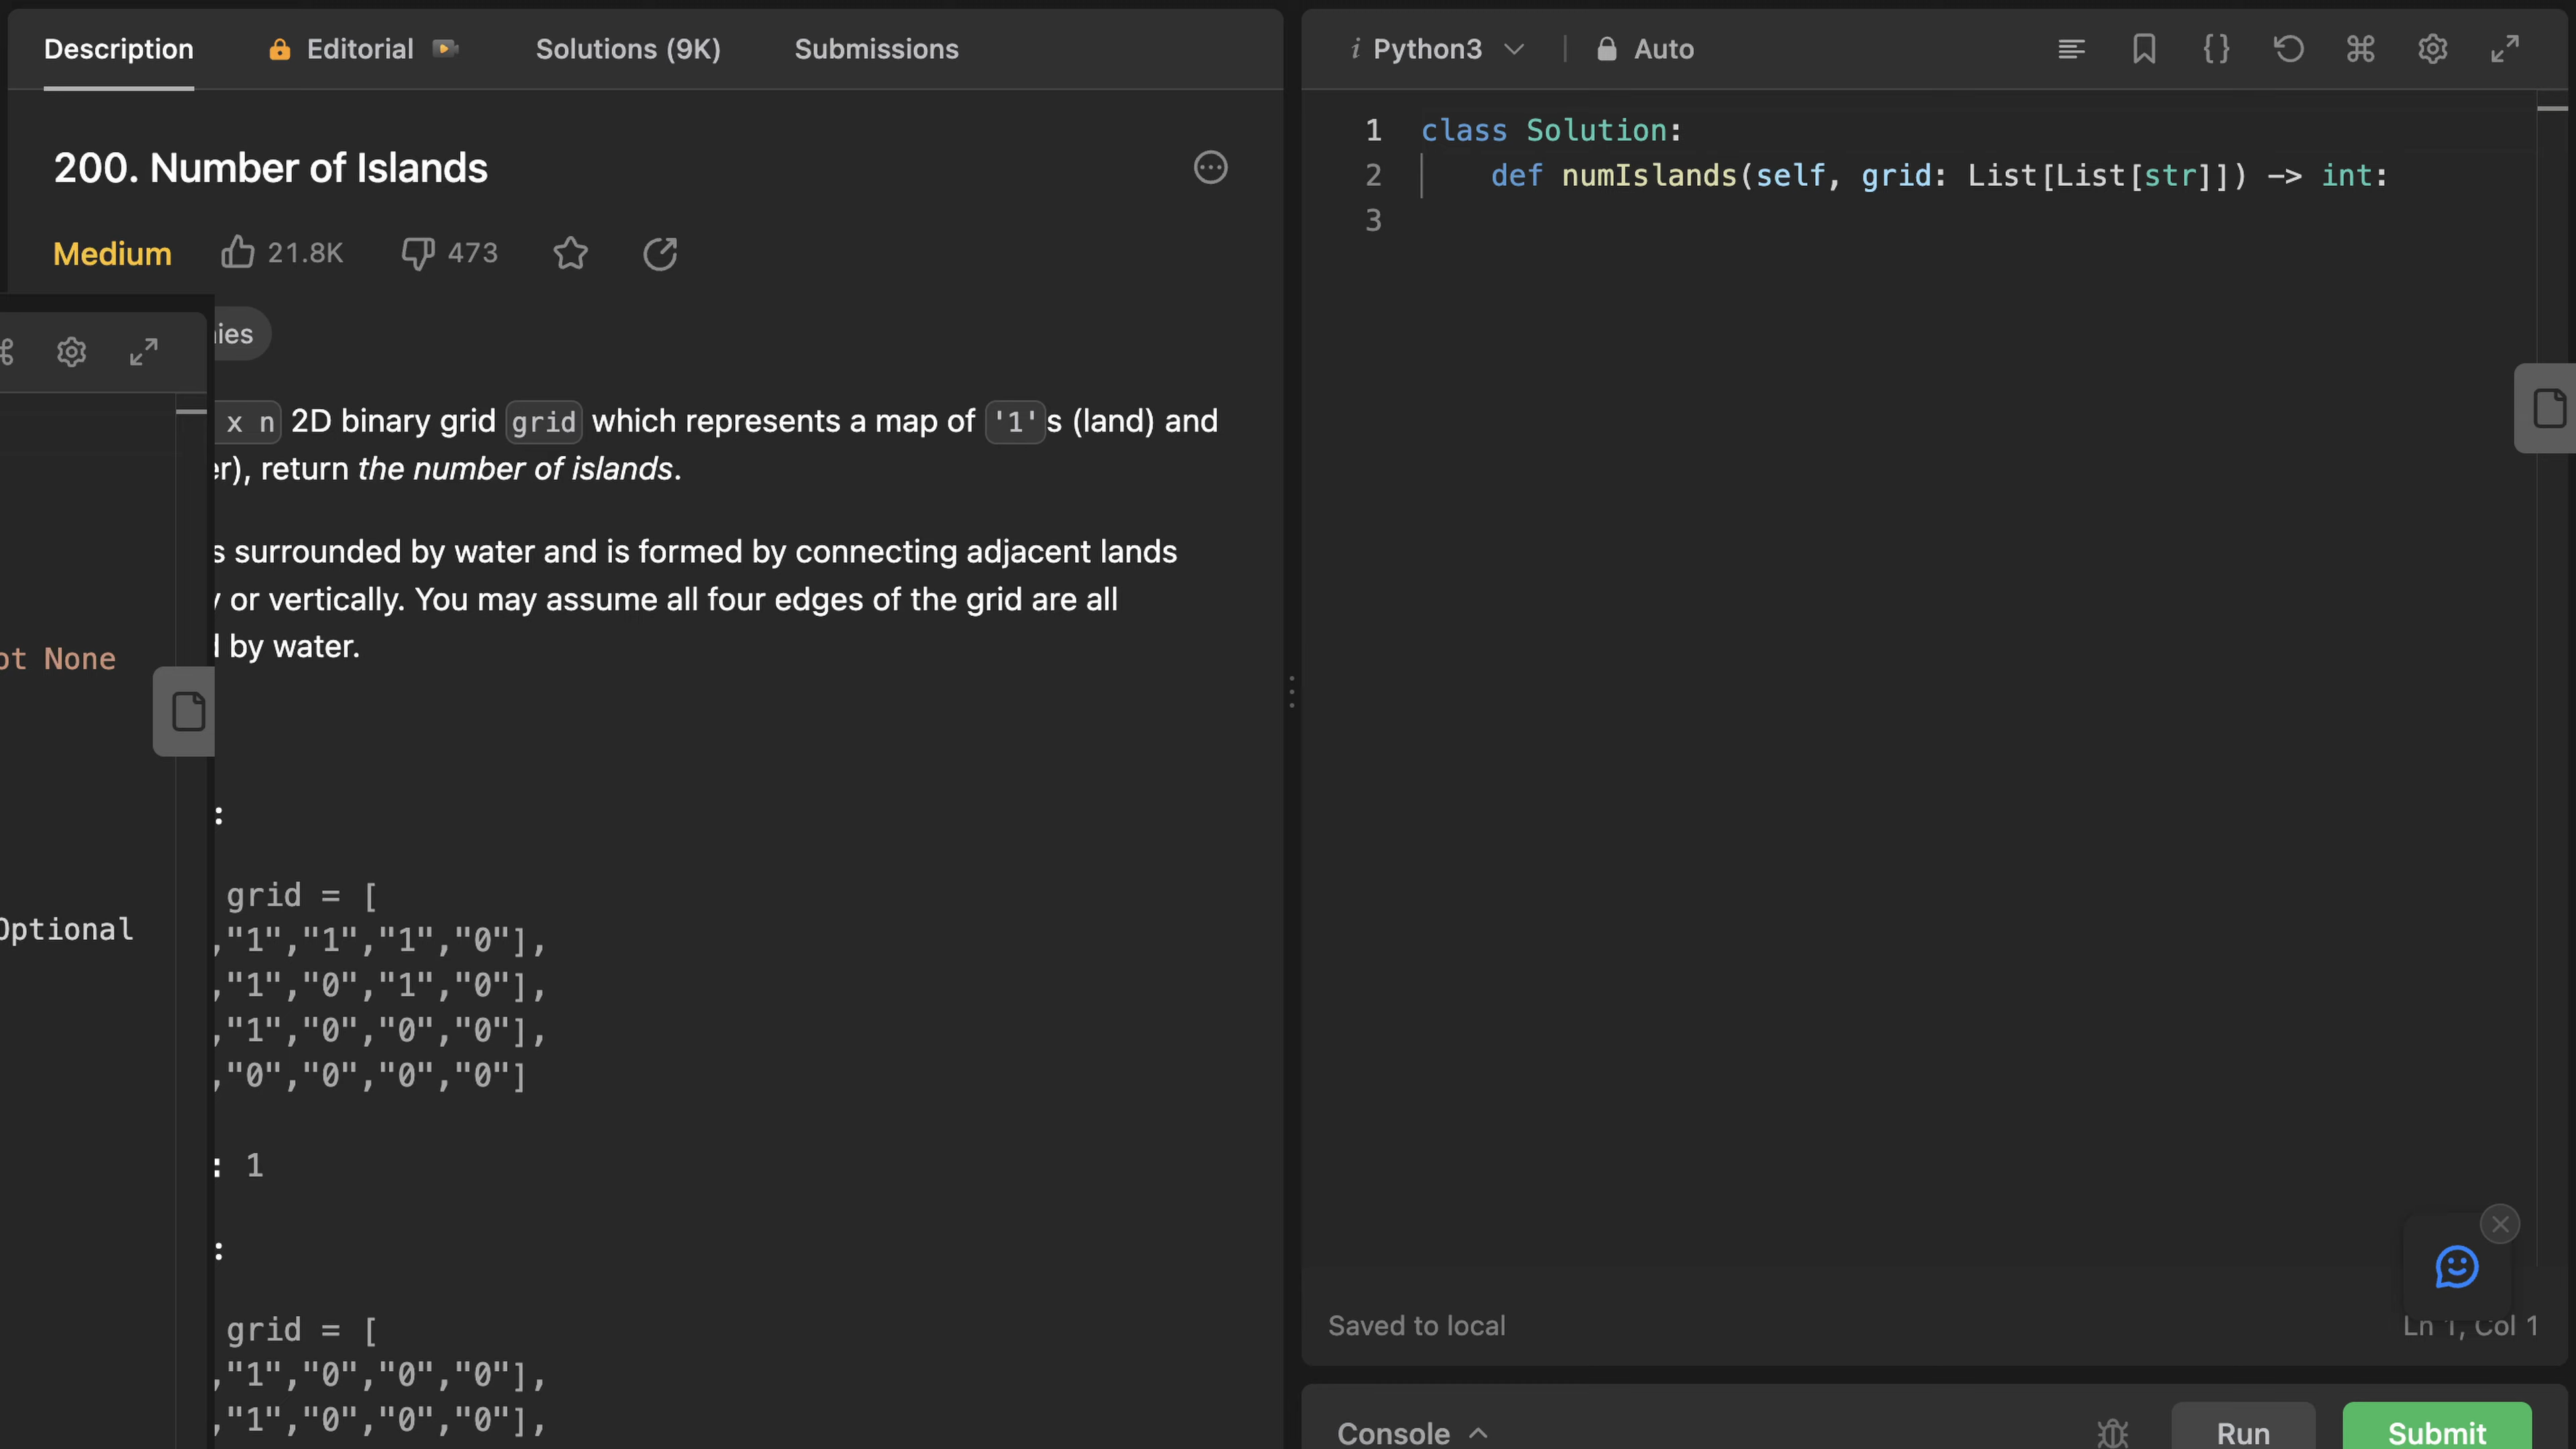 Description Editorial Solutions (9K) Submissions
200. Number of Islands
Medium 21.8K 473
x n 2D binary grid grid which represents a map of '1's (land) and
return the number of islands.
surrounded by water and is formed by connecting adjacent lands
or vertically. You may assume all four edges of the grid are all
by water.
None
:
Optional
grid = [
,"1","1","1","0"],
,"1","0","1","0"],
,"1","0","0","0"],
,"0","0","0","0"]
: 1
:
grid = [
,"1","0","0","0"],
,"1","0","0","0"],
i Python3 Auto {}
1 class Solution:
2 def numIslands(self, grid: List[List[str]]) -> int:
3
Saved to local Ln 1, Col 1
Console Run Submit